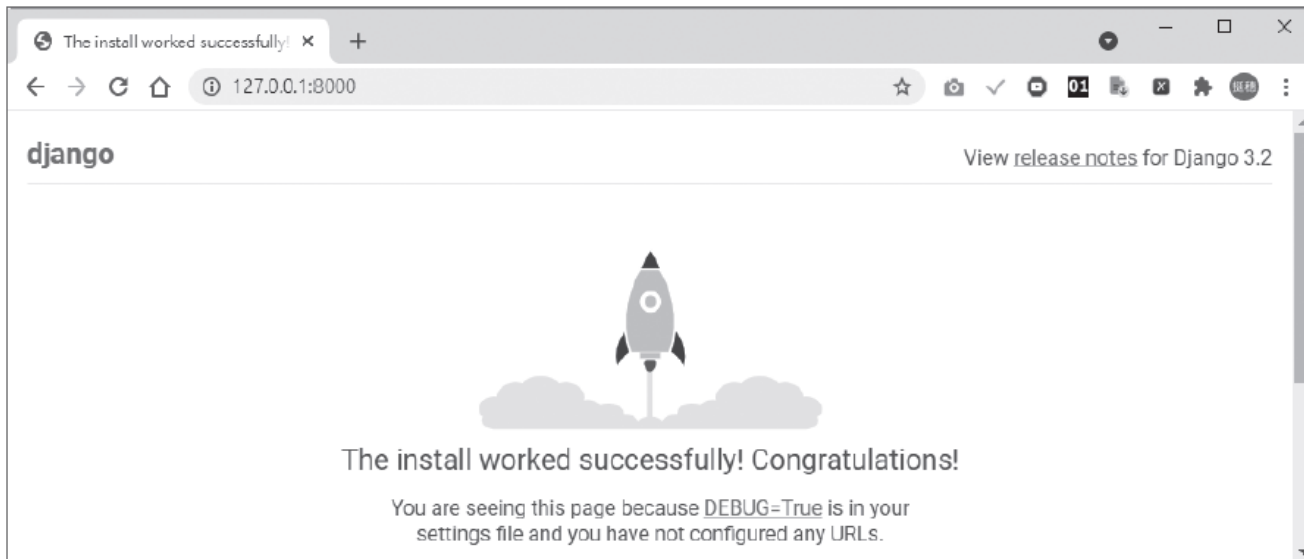 The install worked successfully!
127.0.0.1:8000
01
django
View release notes for Django 3.2
The install worked successfully! Congratulations!
You are seeing this page because DEBUG=True is in your
settings file and you have not configured any URLs.